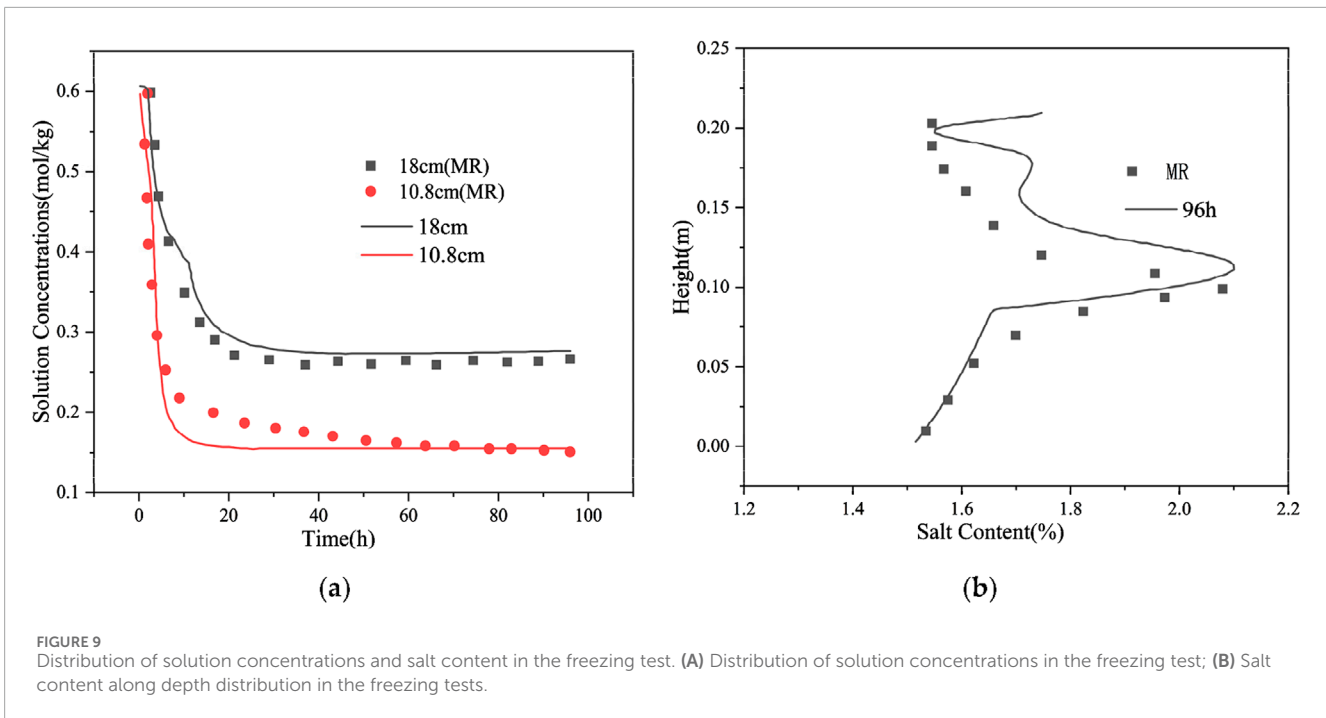 0.6
0.5
0.4
0.3
0.2
0.1
Solution Concentrations(mol/kg)
18cm(MR)
10.8cm(MR)
18cm
10.8cm
0 20 40 60 80 100
Time(h)
(a)
0.25
0.20
0.15
0.10
0.05
0.00
Height(m)
MR
96h
1.2 1.4 1.6 1.8 2.0 2.2
Salt Content(%)
(b)
FIGURE 9
Distribution of solution concentrations and salt content in the freezing test. (A) Distribution of solution concentrations in the freezing test; (B) Salt
content along depth distribution in the freezing tests.